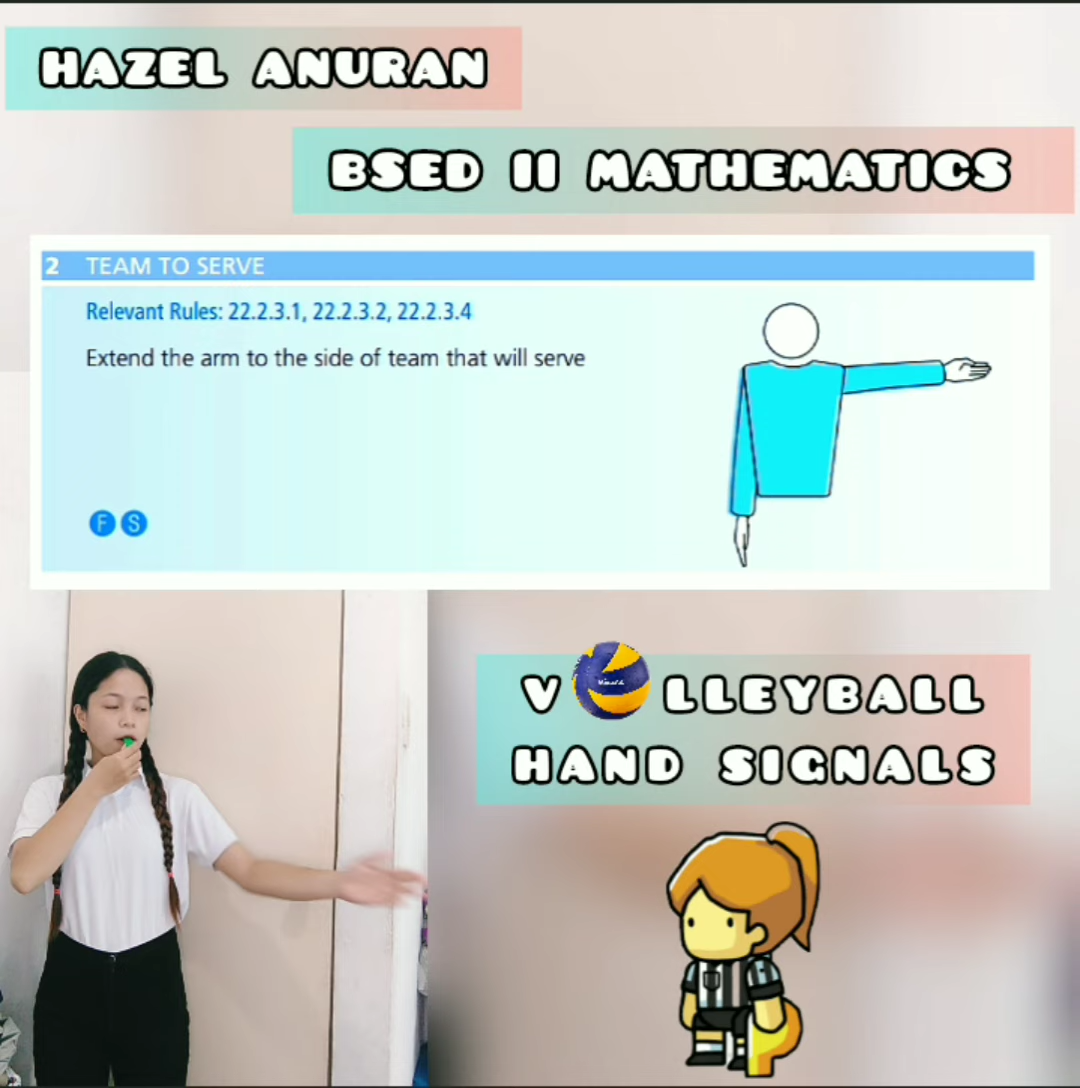 HAZEL ANURAN
BSED II MATHEMATICS
2 TEAM TO SERVE
Relevant Rules: 22.2.3.1, 22.2.3.2, 22.2.3.4
Extend the arm to the side of team that will serve
F S
V LLEYBALL
HAND SIGNALS